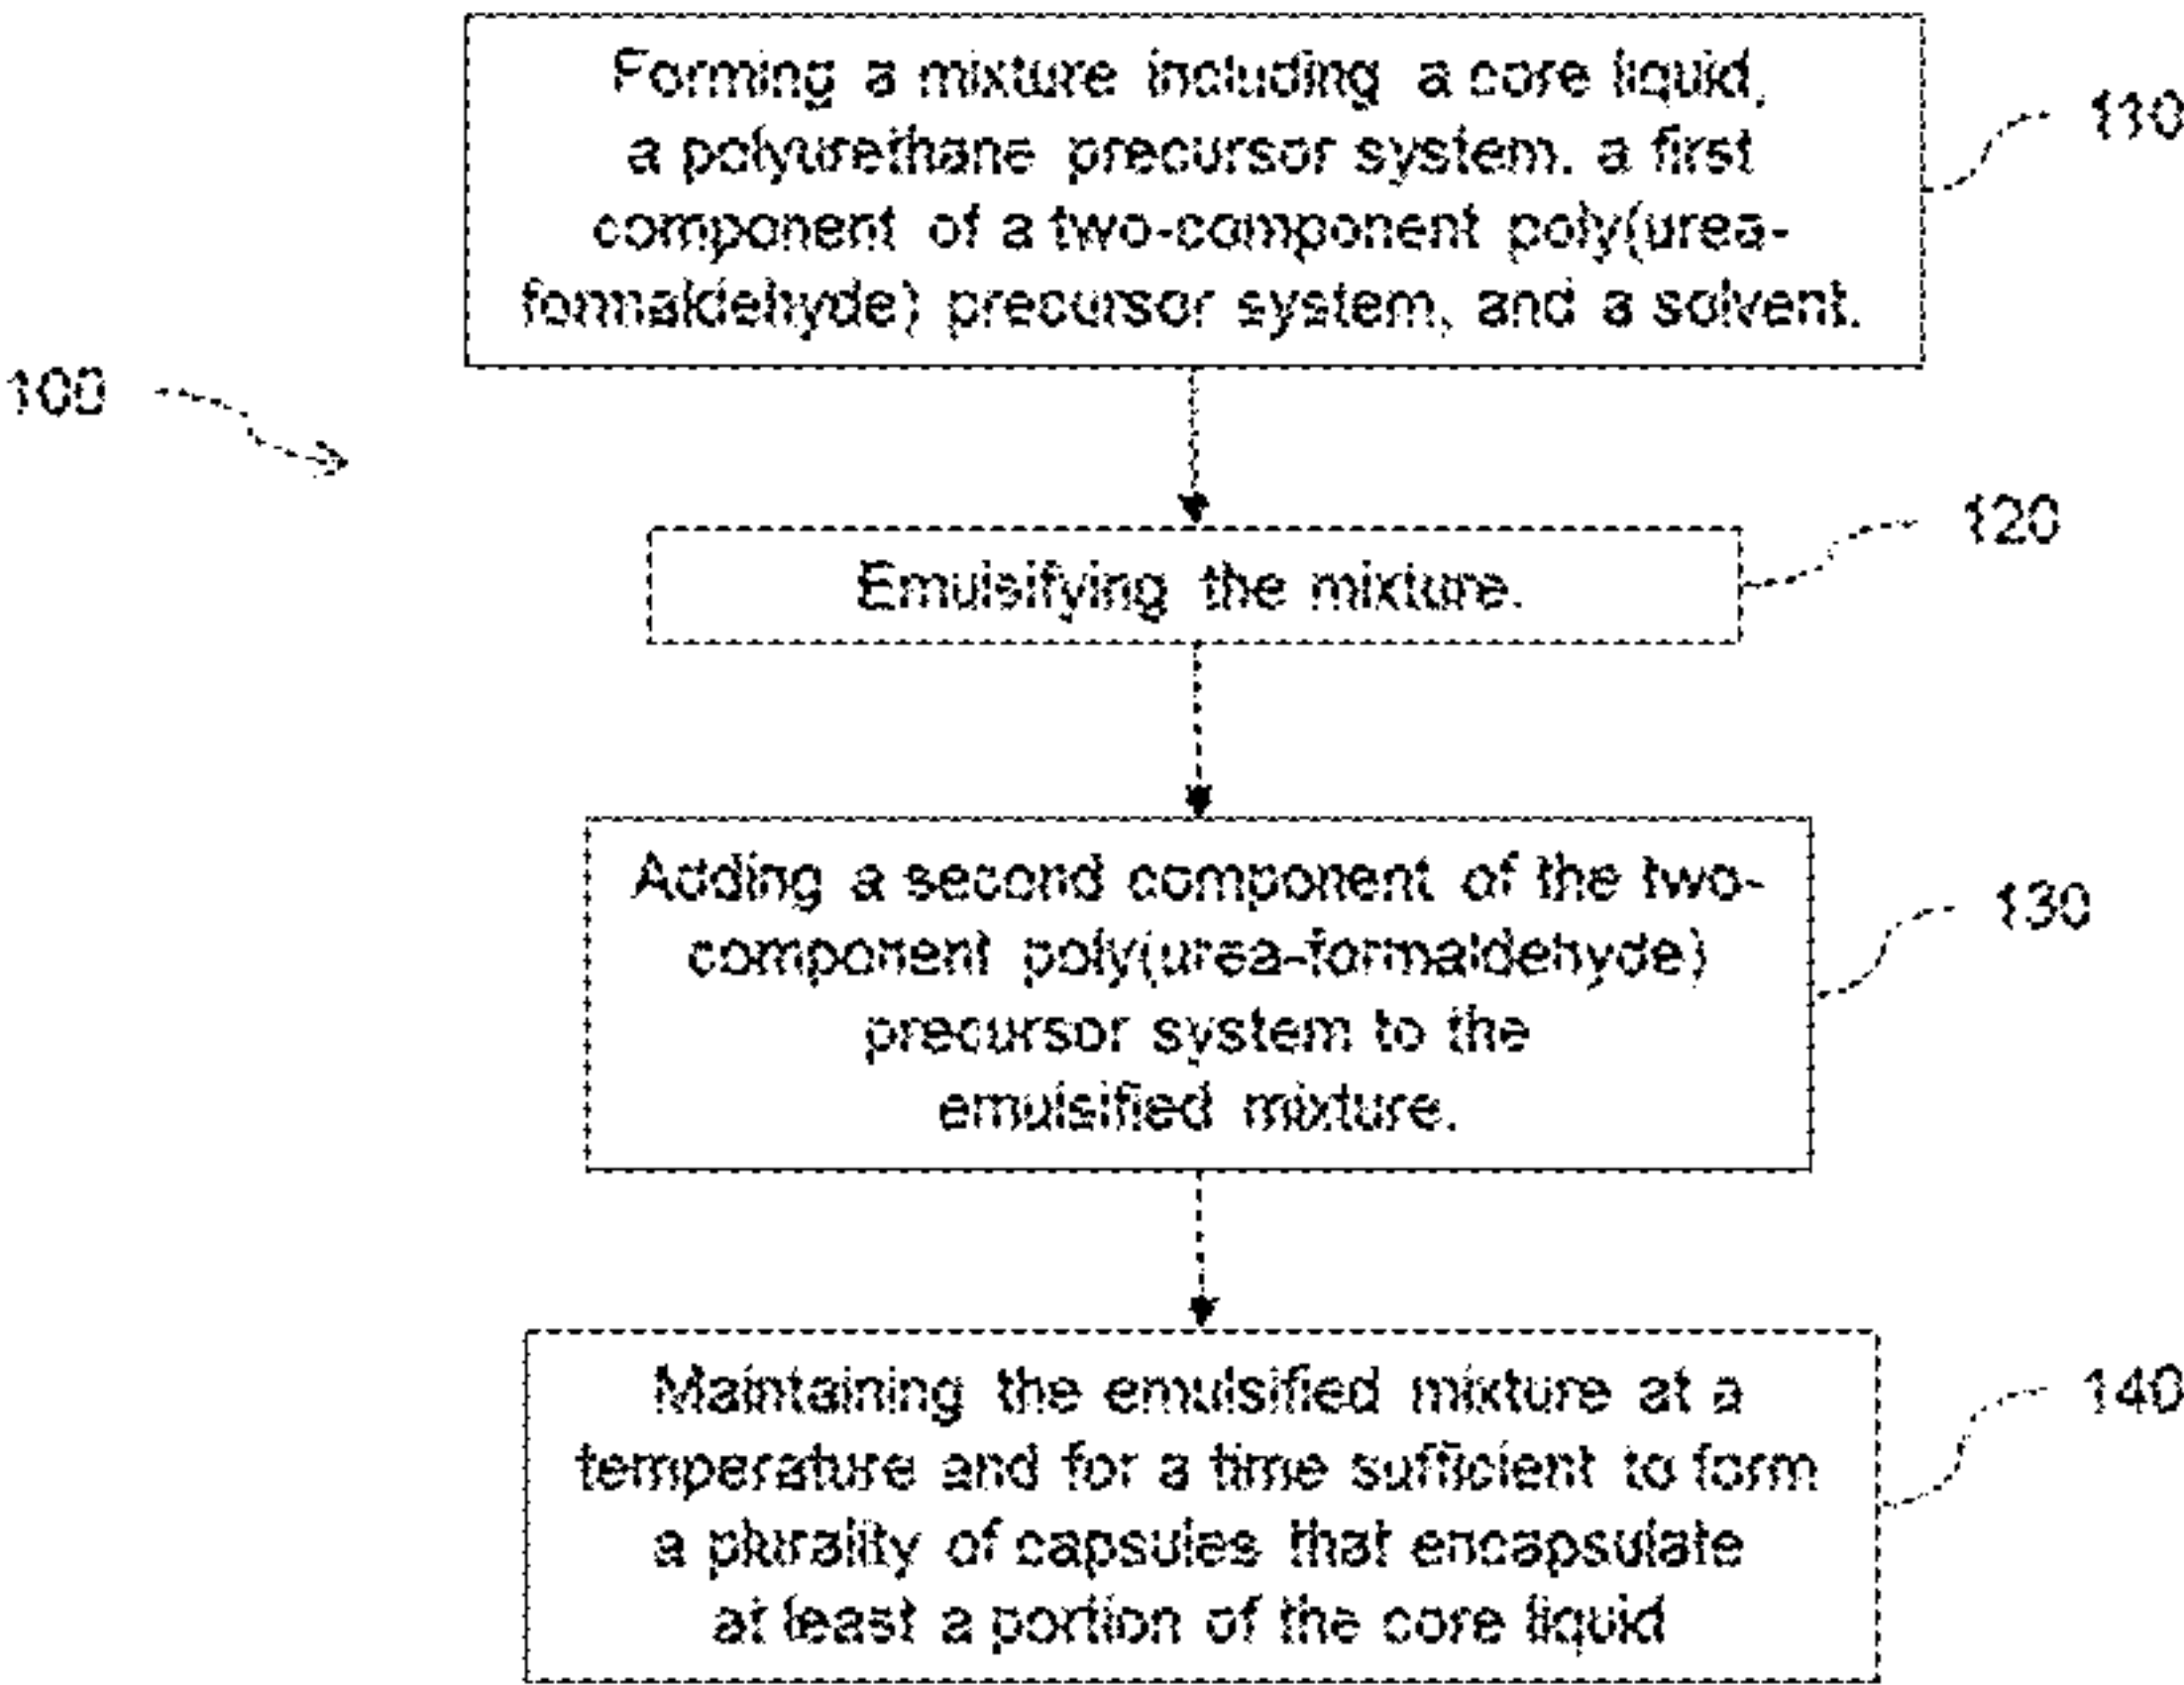 Forming a mixture including a core liquid,
a polyurethane precursor system, a first
component of a two-component poly(urea-
formaldehyde) precursor system, and a solvent.
110
100
120
Emulsifying the mixture.
Adding a second component of the two-
component poly(urea-formaldehyde)
precursor system to the
emulsified mixture.
130
Maintaining the emulsified mixture at a
temperature and for a time sufficient to form
a plurality of capsules that encapsulate
at least a portion of the core liquid
140